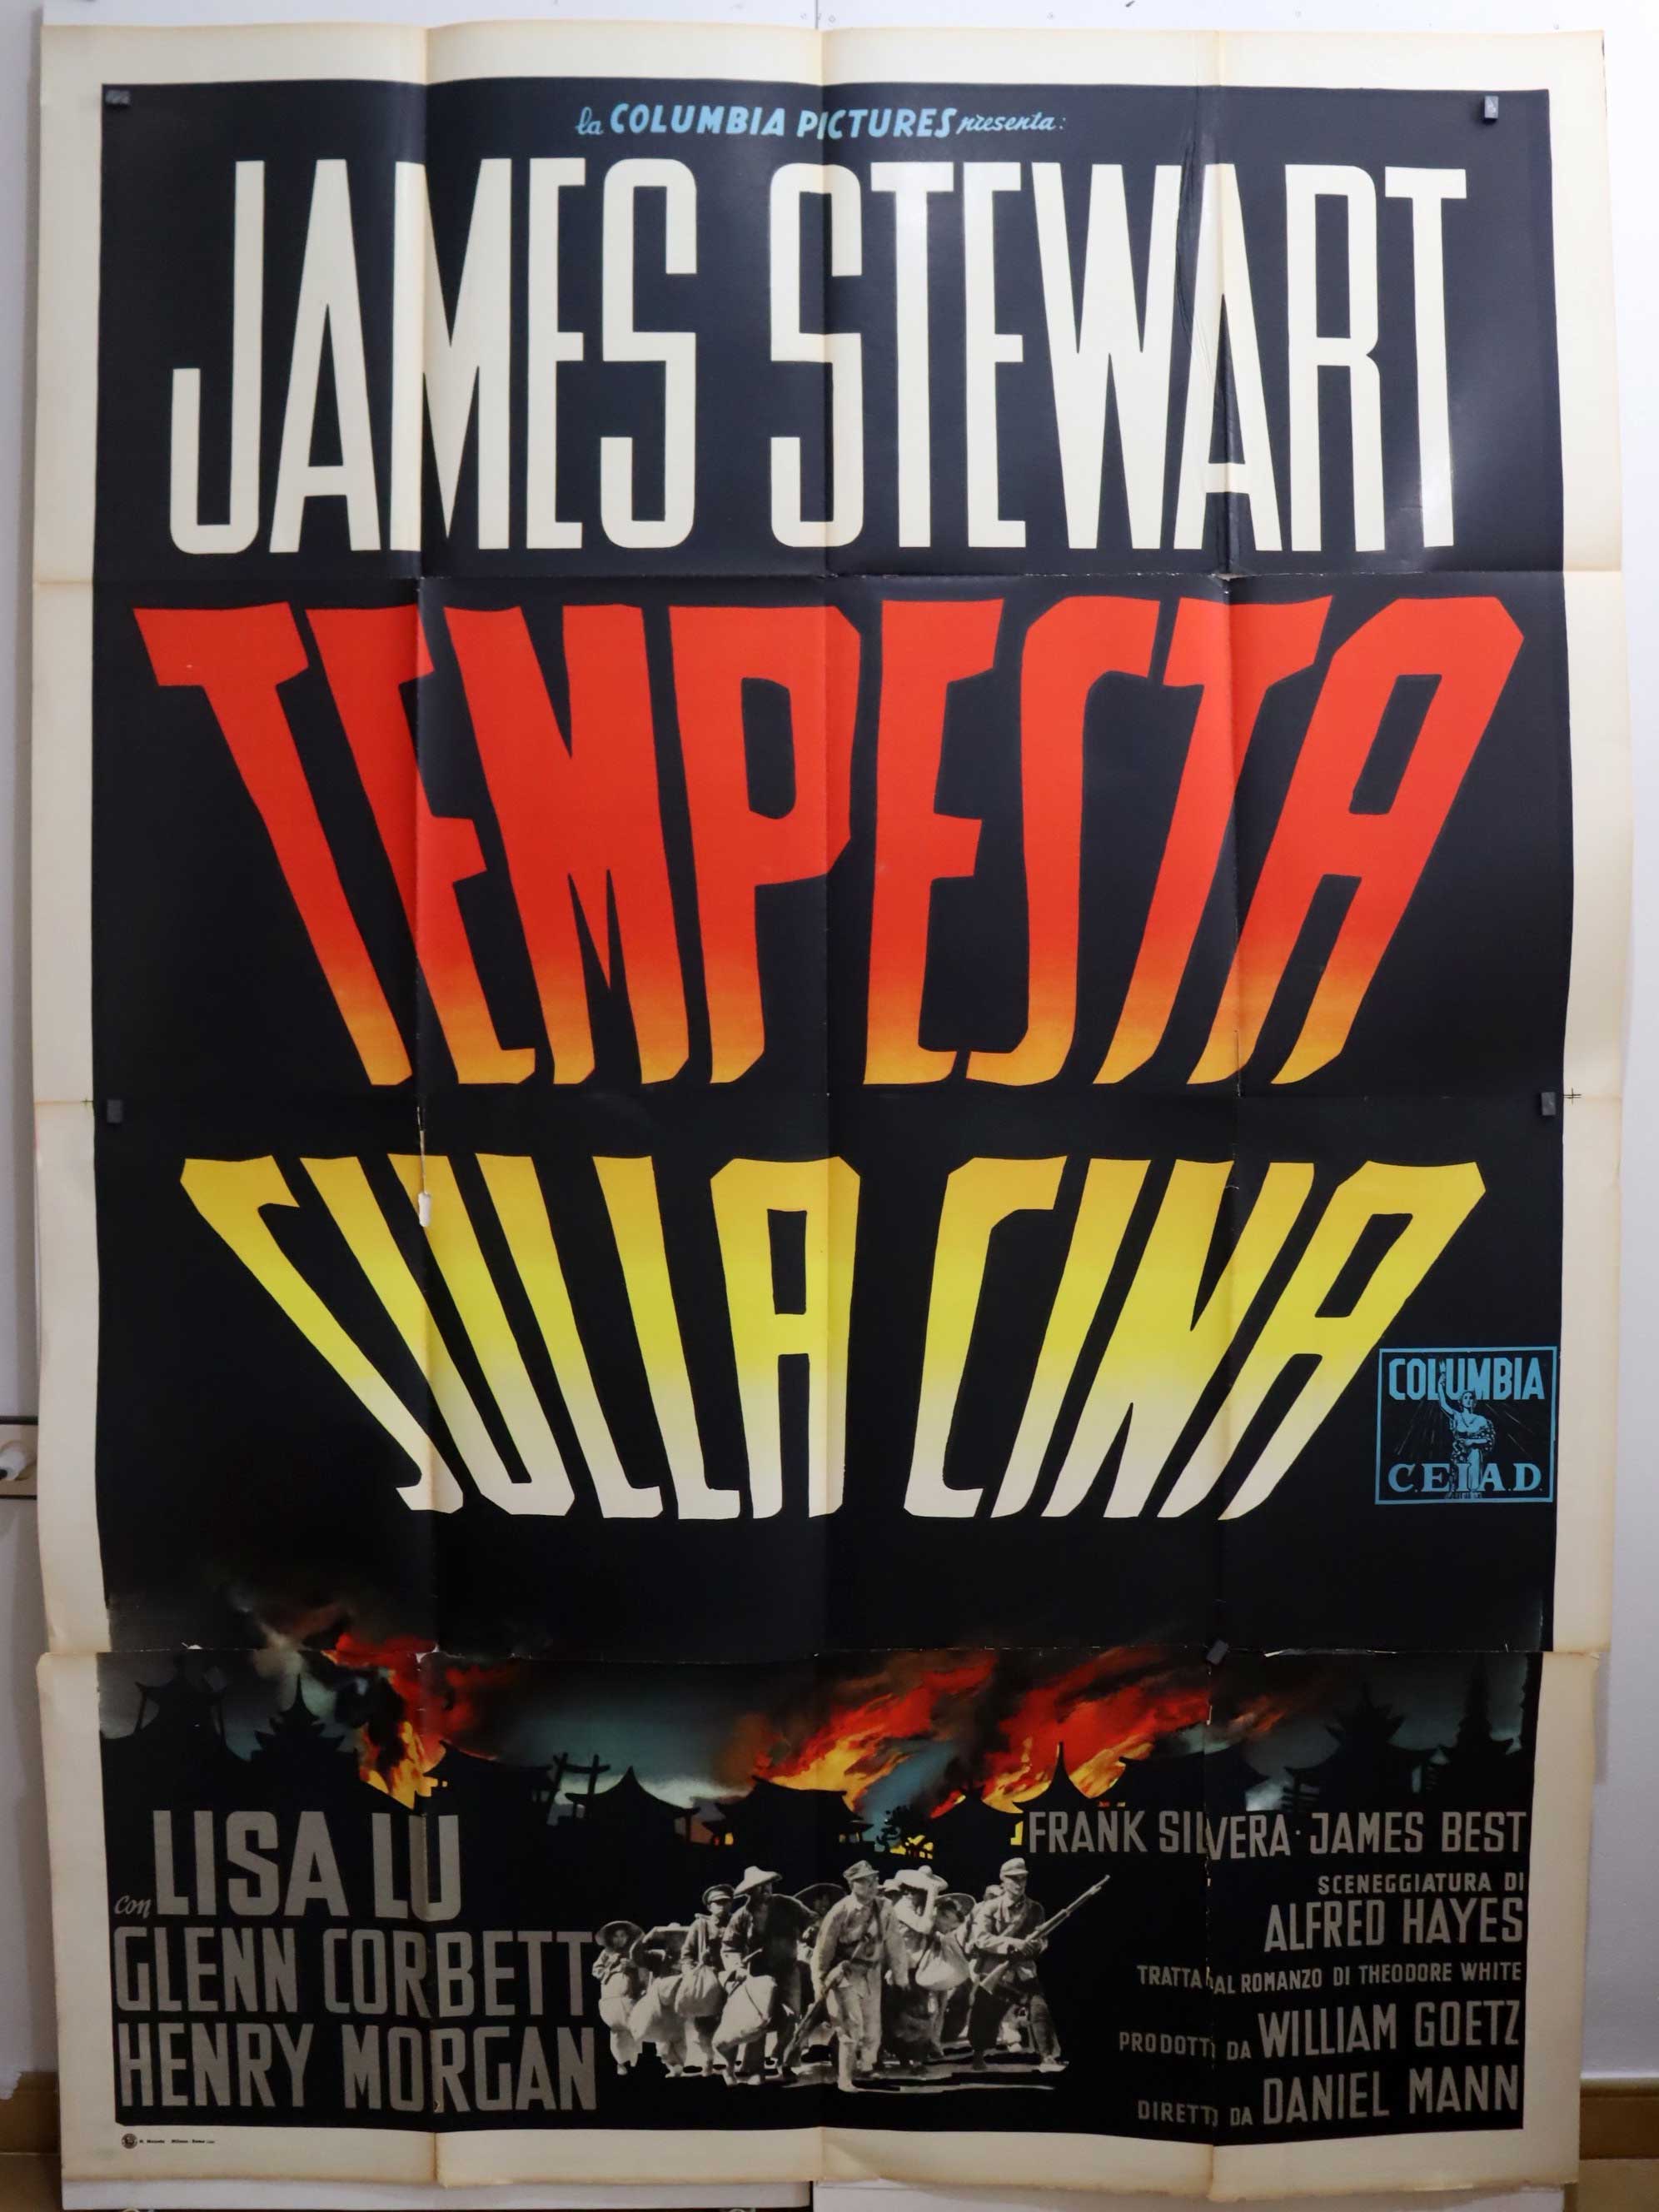 la COLUMBIA PICTURES presenta:
JAMES STEWART
TEMPESTA
SULLA CINA
COLUMBIA
C.E.I.A.D.
con LISA LU
GLENN CORBETT
HENRY MORGAN
FRANK SILVERA · JAMES BEST
SCENEGGIATURA DI
ALFRED HAYES
TRATTA DAL ROMANZO DI THEODORE WHITE
PRODOTTO DA WILLIAM GOETZ
DIRETTO DA DANIEL MANN